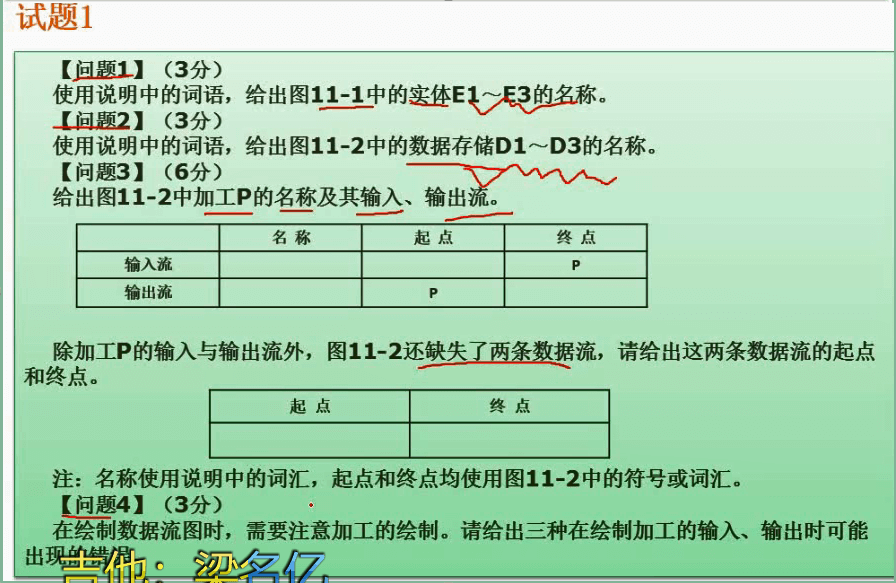 试题1
【问题1】（3分）
使用说明中的词语，给出图11-1中的实体E1～E3的名称。
【问题2】（3分）
使用说明中的词语，给出图11-2中的数据存储D1～D3的名称。
【问题3】（6分）
给出图11-2中加工P的名称及其输入、输出流。
名 称 起 点 终 点
输入流 P
输出流 P
除加工P的输入与输出流外，图11-2还缺失了两条数据流，请给出这两条数据流的起点
和终点。
起 点 终 点
注：名称使用说明中的词汇，起点和终点均使用图11-2中的符号或词汇。
【问题4】（3分）
在绘制数据流图时，需要注意加工的绘制。请给出三种在绘制加工的输入、输出时可能
出现的错误
吉他：梁名亿